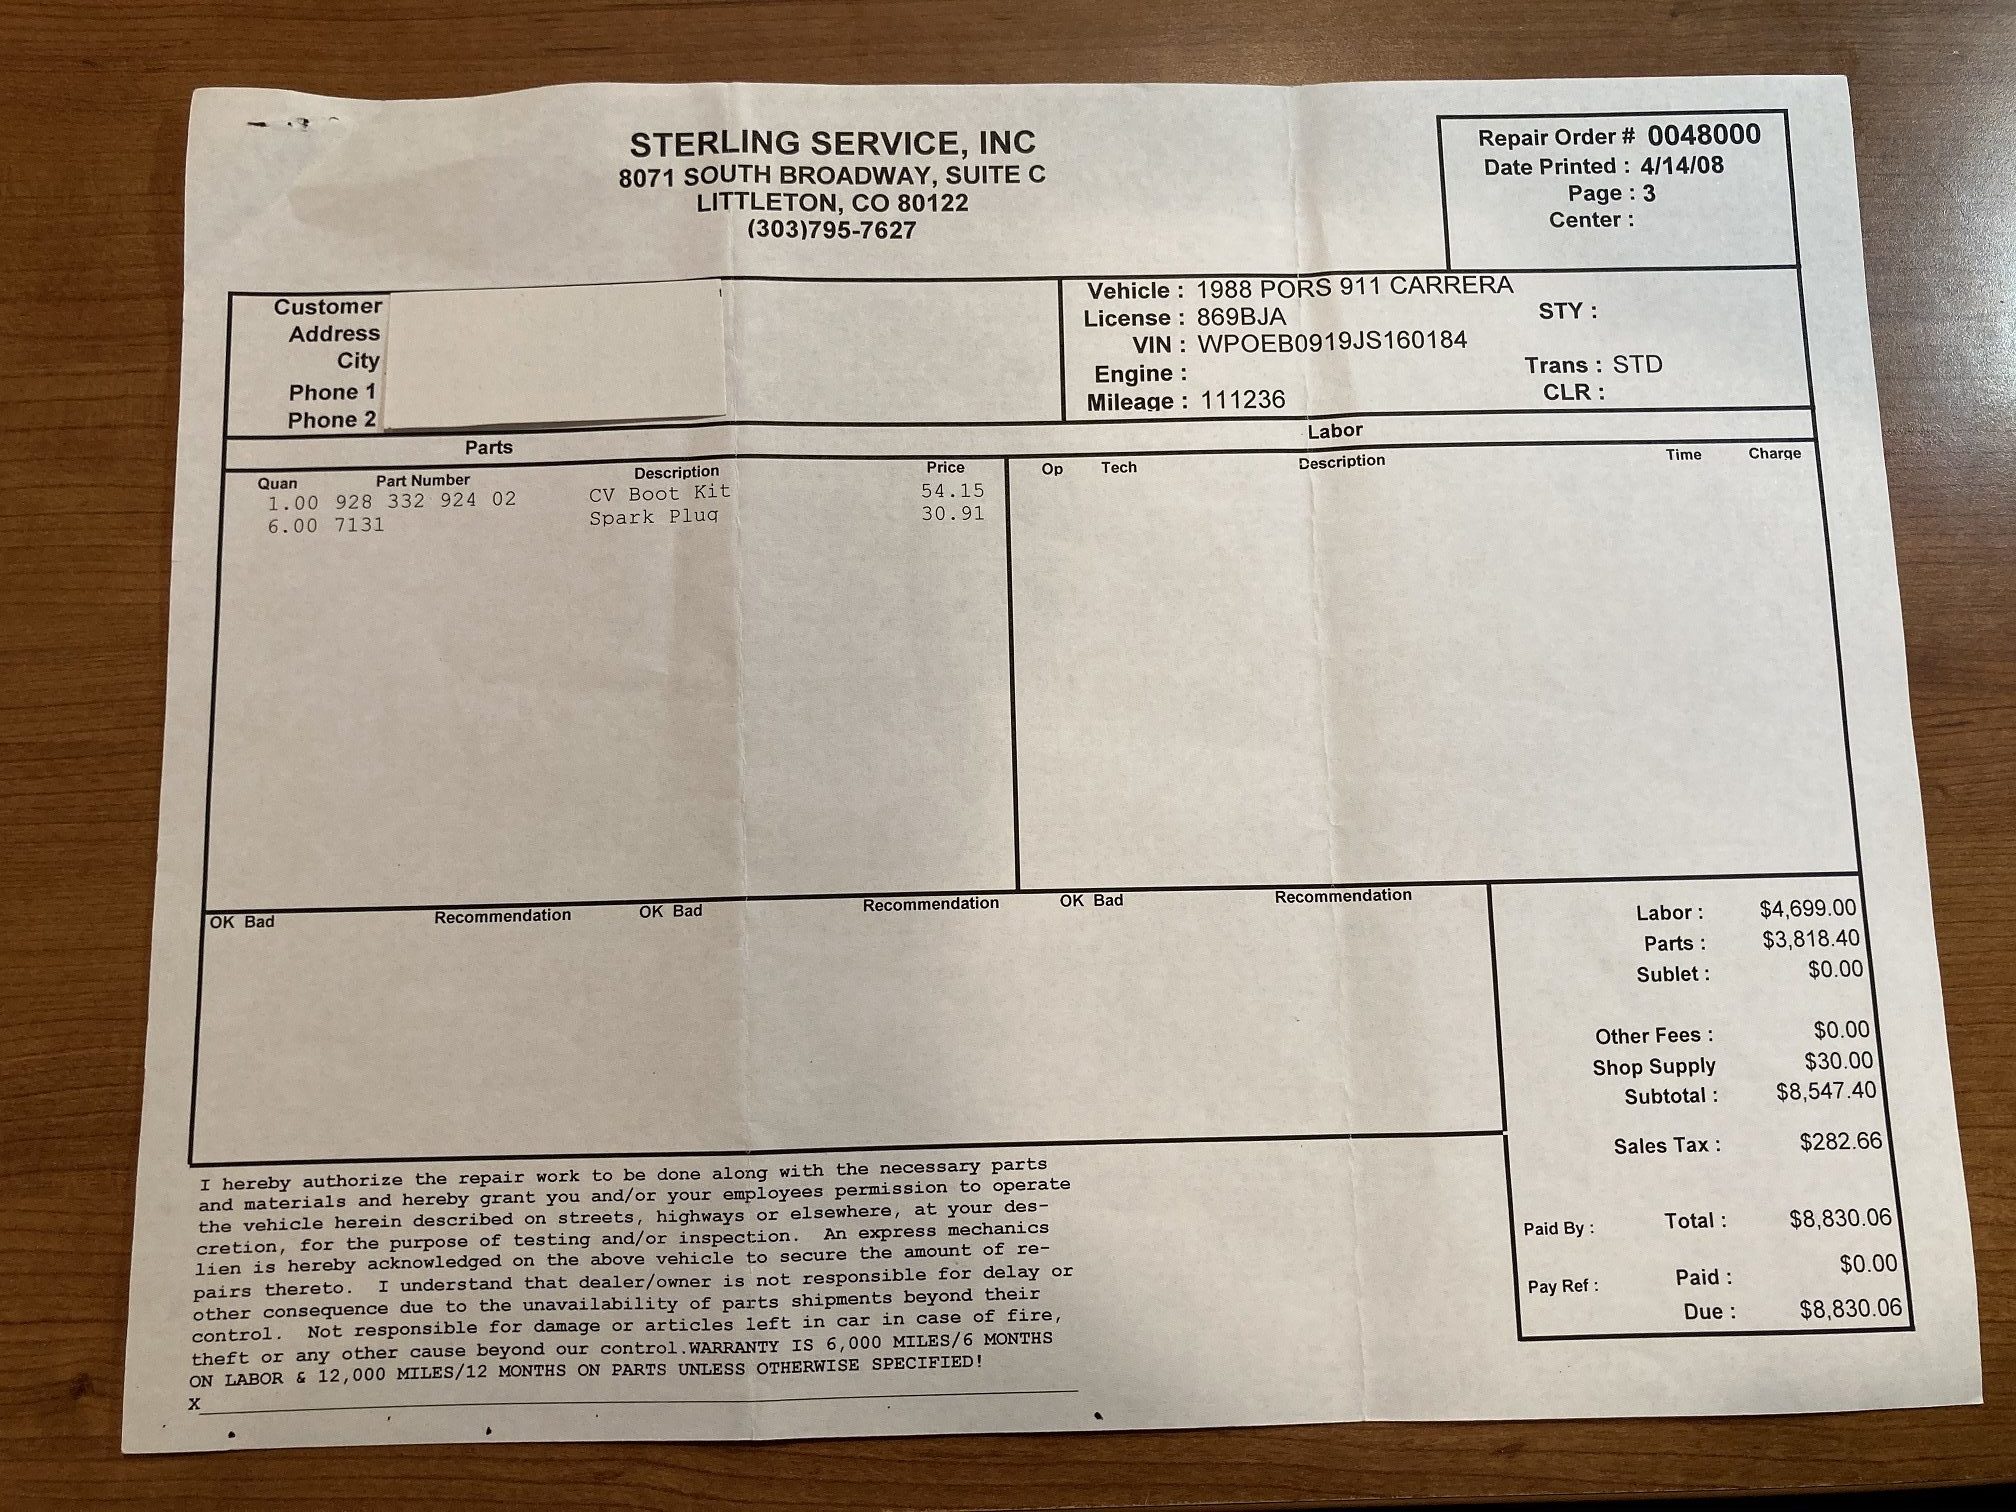 STERLING SERVICE, INC
8071 SOUTH BROADWAY, SUITE C
LITTLETON, CO 80122
(303)795-7627
Repair Order # 0048000
Date Printed : 4/14/08
Page : 3
Center :
Customer
Address
City
Phone 1
Phone 2
Vehicle : 1988 PORS 911 CARRERA
License : 869BJA STY :
VIN : WPOEB0919JS160184
Engine : Trans : STD
Mileage : 111236 CLR :
Parts Labor
Quan Part Number Description Price Op Tech Description Time Charge
1.00 928 332 924 02 CV Boot Kit 54.15
6.00 7131 Spark Plug 30.91
OK Bad Recommendation OK Bad Recommendation OK Bad Recommendation
Labor : $4,699.00
Parts : $3,818.40
Sublet : $0.00
Other Fees : $0.00
Shop Supply $30.00
Subtotal : $8,547.40
Sales Tax : $282.66
Paid By : Total : $8,830.06
Pay Ref : Paid : $0.00
Due : $8,830.06
I hereby authorize the repair work to be done along with the necessary parts
and materials and hereby grant you and/or your employees permission to operate
the vehicle herein described on streets, highways or elsewhere, at your des-
cretion, for the purpose of testing and/or inspection. An express mechanics
lien is hereby acknowledged on the above vehicle to secure the amount of re-
pairs thereto. I understand that dealer/owner is not responsible for delay or
other consequence due to the unavailability of parts shipments beyond their
control. Not responsible for damage or articles left in car in case of fire,
theft or any other cause beyond our control.WARRANTY IS 6,000 MILES/6 MONTHS
ON LABOR & 12,000 MILES/12 MONTHS ON PARTS UNLESS OTHERWISE SPECIFIED!
X